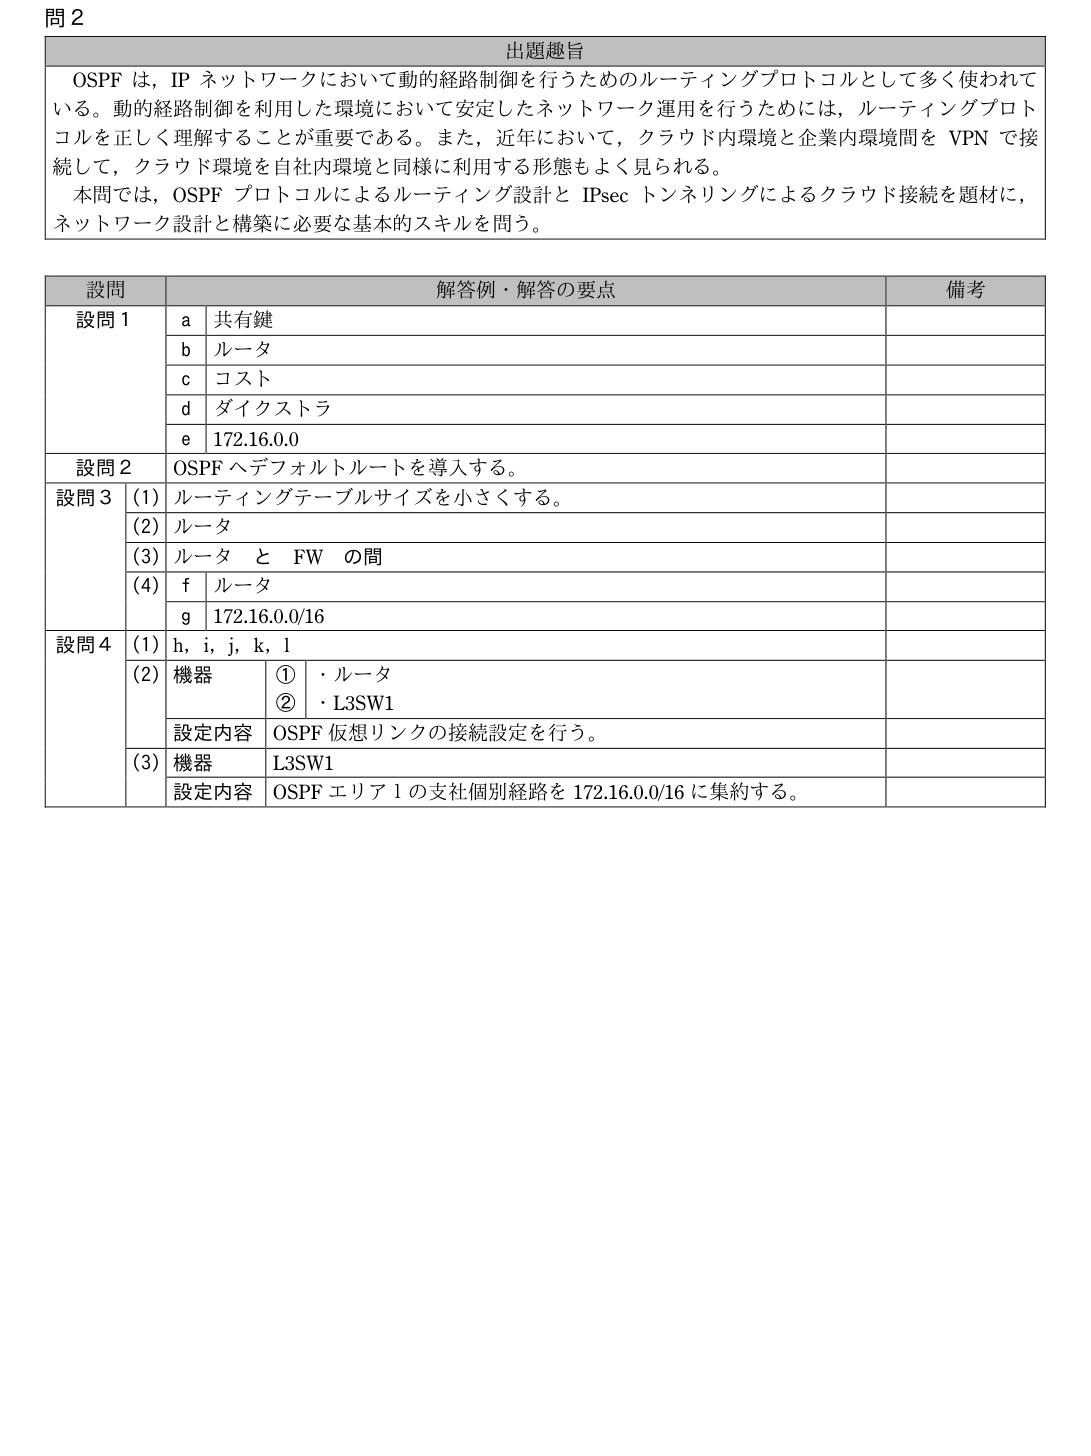 問２
出題趣旨
OSPF は，IP ネットワークにおいて動的経路制御を行うためのルーティングプロトコルとして多く使われて
いる。動的経路制御を利用した環境において安定したネットワーク運用を行うためには，ルーティングプロト
コルを正しく理解することが重要である。また，近年において，クラウド内環境と企業内環境間を VPN で接
続して，クラウド環境を自社内環境と同様に利用する形態もよく見られる。
本問では，OSPF プロトコルによるルーティング設計と IPsec トンネリングによるクラウド接続を題材に，
ネットワーク設計と構築に必要な基本的スキルを問う。
設問 解答例・解答の要点 備考
設問１ a 共有鍵
b ルータ
c コスト
d ダイクストラ
e 172.16.0.0
設問２ OSPF へデフォルトルートを導入する。
設問３ (1) ルーティングテーブルサイズを小さくする。
(2) ルータ
(3) ルータ と FW の間
(4) f ルータ
g 172.16.0.0/16
設問４ (1) h，i，j，k，l
(2) 機器 ① ・ルータ
② ・L3SW1
設定内容 OSPF 仮想リンクの接続設定を行う。
(3) 機器 L3SW1
設定内容 OSPF エリア 1 の支社個別経路を 172.16.0.0/16 に集約する。